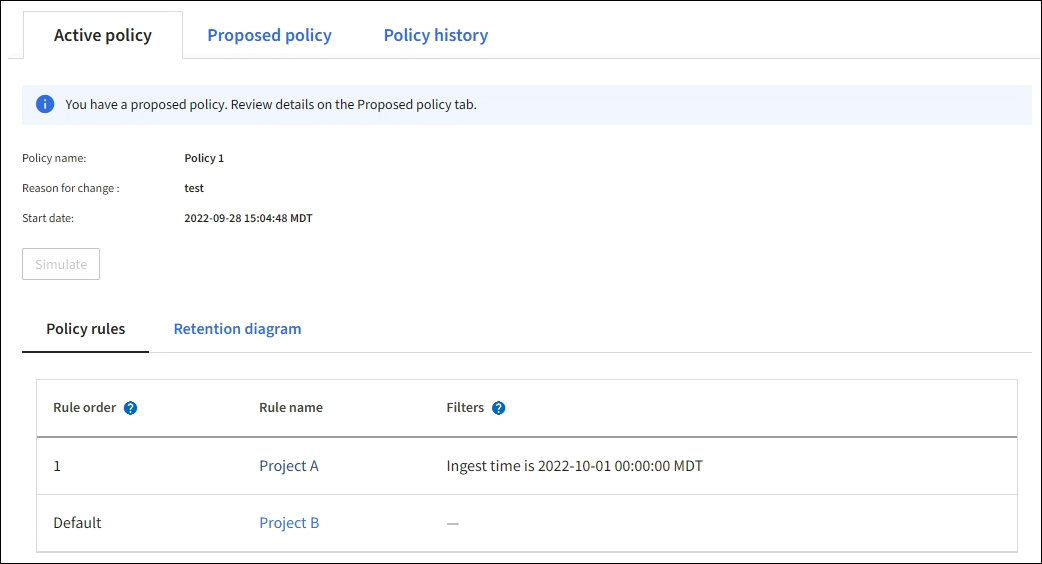 Active policy Proposed policy Policy history
You have a proposed policy. Review details on the Proposed policy tab.
Policy name: Policy 1
Reason for change : test
Start date: 2022-09-28 15:04:48 MDT
Simulate
Policy rules Retention diagram
Rule order ? Rule name Filters ?
1 Project A Ingest time is 2022-10-01 00:00:00 MDT
Default Project B —